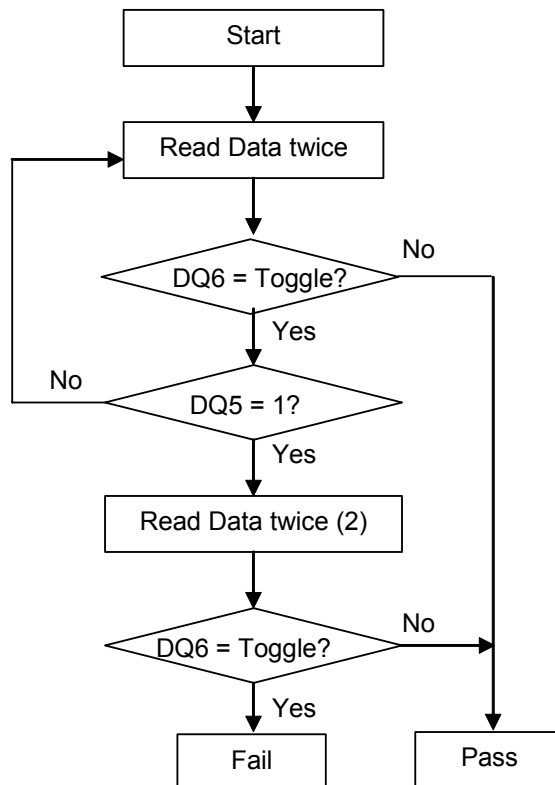 Start
Read Data twice
No
DQ6 = Toggle?
Yes
No
DQ5 = 1?
Yes
Read Data twice (2)
No
DQ6 = Toggle?
Yes
Fail
Pass